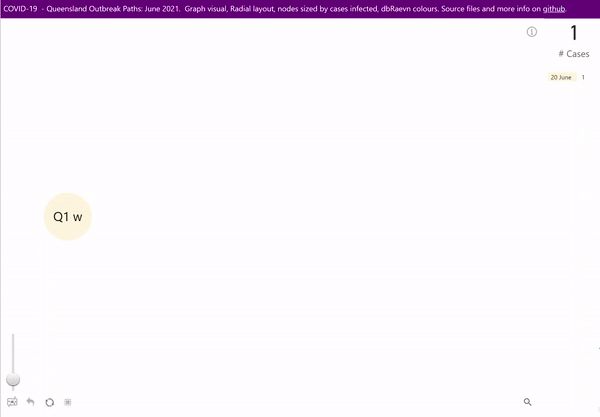 COVID-19 - Queensland Outbreak Paths: June 2021. Graph visual, Radial layout, nodes sized by cases infected, dbRaevn colours. Source files and more info on github.
1
# Cases
20 June 1
Q1 w